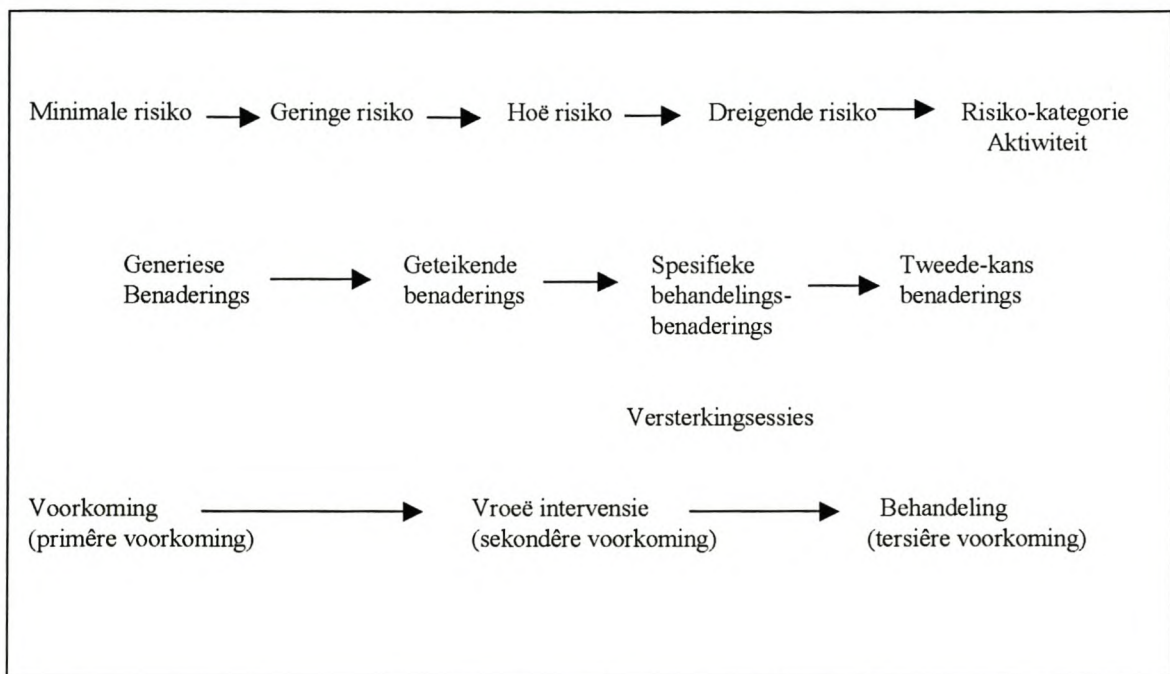 Minimale risiko Geringe risiko Hoë risiko Dreigende risiko Risiko-kategorie
Aktiwiteit
Generiese Geteikende Spesifieke Tweede-kans
Benaderings benaderings behandelings- benaderings
benaderings
Versterkingsessies
Voorkoming Vroeë intervensie Behandeling
(primêre voorkoming) (sekondêre voorkoming) (tersiêre voorkoming)